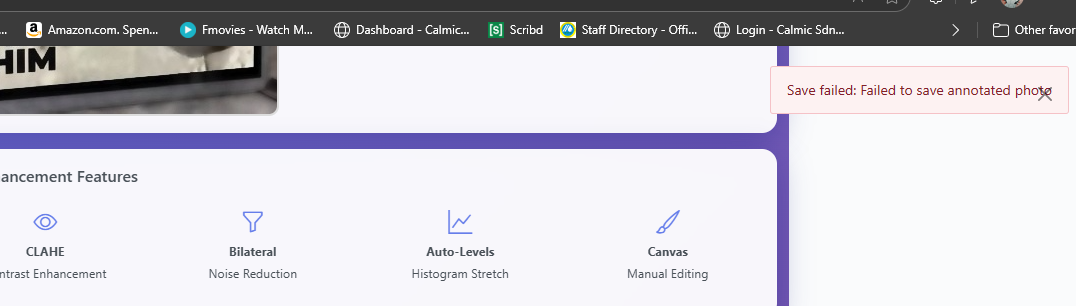 Amazon.com. Spen...
Fmovies - Watch M...
Dashboard - Calmic...
Scribd
Staff Directory - Offi...
Login - Calmic Sdn...
Other favor
HIM
Save failed: Failed to save annotated photo
ancement Features
CLAHE
Bilateral
Auto-Levels
Canvas
ntrast Enhancement
Noise Reduction
Histogram Stretch
Manual Editing